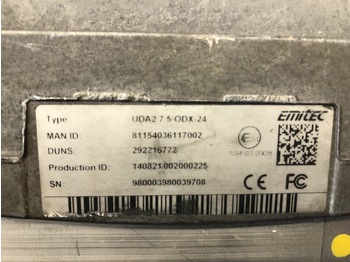 Type: UDA2 7.5-ODX-24
EMITEC
MAN ID: 81154036117002
DUNS: 292216772
Production ID: 140821 002000225
SN: 980003980039708
CE FC